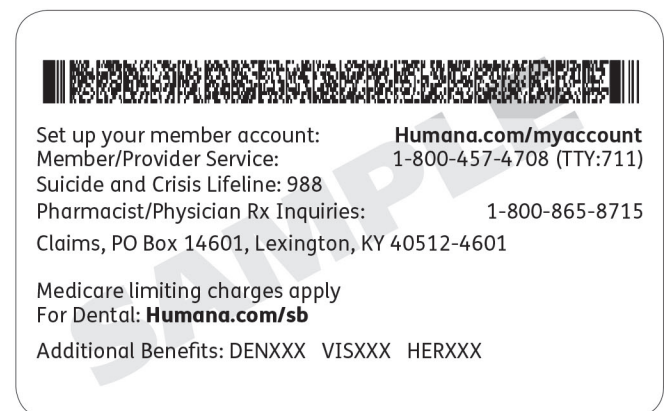 Set up your member account: Humana.com/myaccount
Member/Provider Service: 1-800-457-4708 (TTY:711)
Suicide and Crisis Lifeline: 988
Pharmacist/Physician Rx Inquiries: 1-800-865-8715
Claims, PO Box 14601, Lexington, KY 40512-4601
Medicare limiting charges apply
For Dental: Humana.com/sb
Additional Benefits: DENXXX VISXXX HERXXX
SAMPLE